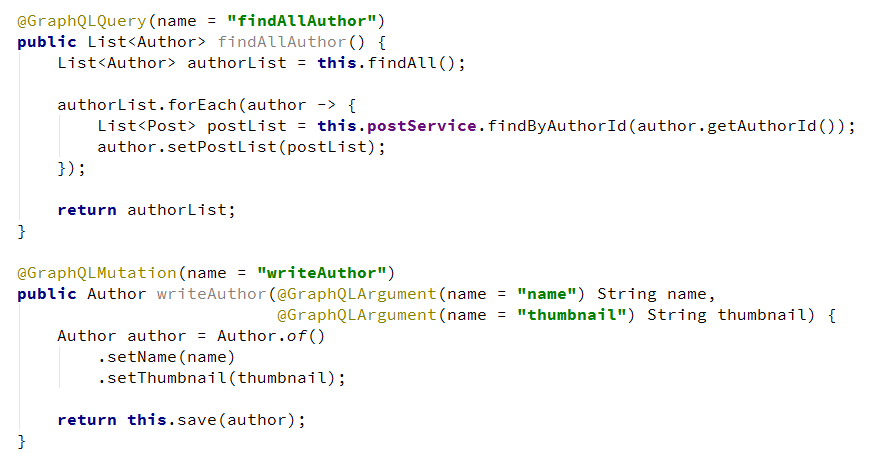 @GraphQLQuery(name = "findAllAuthor")
public List<Author> findAllAuthor() {
    List<Author> authorList = this.findAll();

    authorList.forEach(author -> {
        List<Post> postList = this.postService.findByAuthorId(author.getAuthorId());
        author.setPostList(postList);
    });

    return authorList;
}

@GraphQLMutation(name = "writeAuthor")
public Author writeAuthor(@GraphQLArgument(name = "name") String name,
                          @GraphQLArgument(name = "thumbnail") String thumbnail) {
    Author author = Author.of()
        .setName(name)
        .setThumbnail(thumbnail);

    return this.save(author);
}